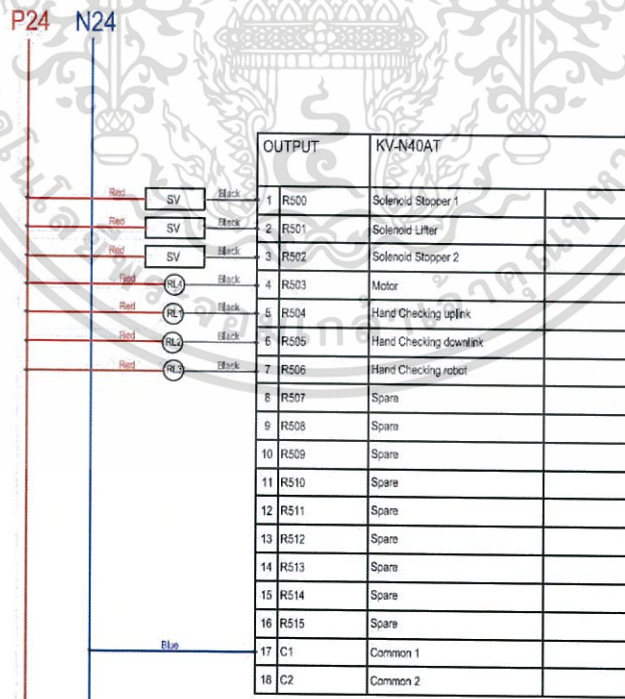 P24 N24
OUTPUT KV-N40AT
Red SV Black 1 R500 Solenoid Stopper 1
Red SV Black 2 R501 Solenoid Lifter
Red SV Black 3 R502 Solenoid Stopper 2
Red RL4 Black 4 R503 Motor
Red RL1 Black 5 R504 Hand Checking uplink
Red RL2 Black 6 R505 Hand Checking downlink
Red RL3 Black 7 R506 Hand Checking robot
8 R507 Spare
9 R508 Spare
10 R509 Spare
11 R510 Spare
12 R511 Spare
13 R512 Spare
14 R513 Spare
15 R514 Spare
16 R515 Spare
Blue 17 C1 Common 1
18 C2 Common 2